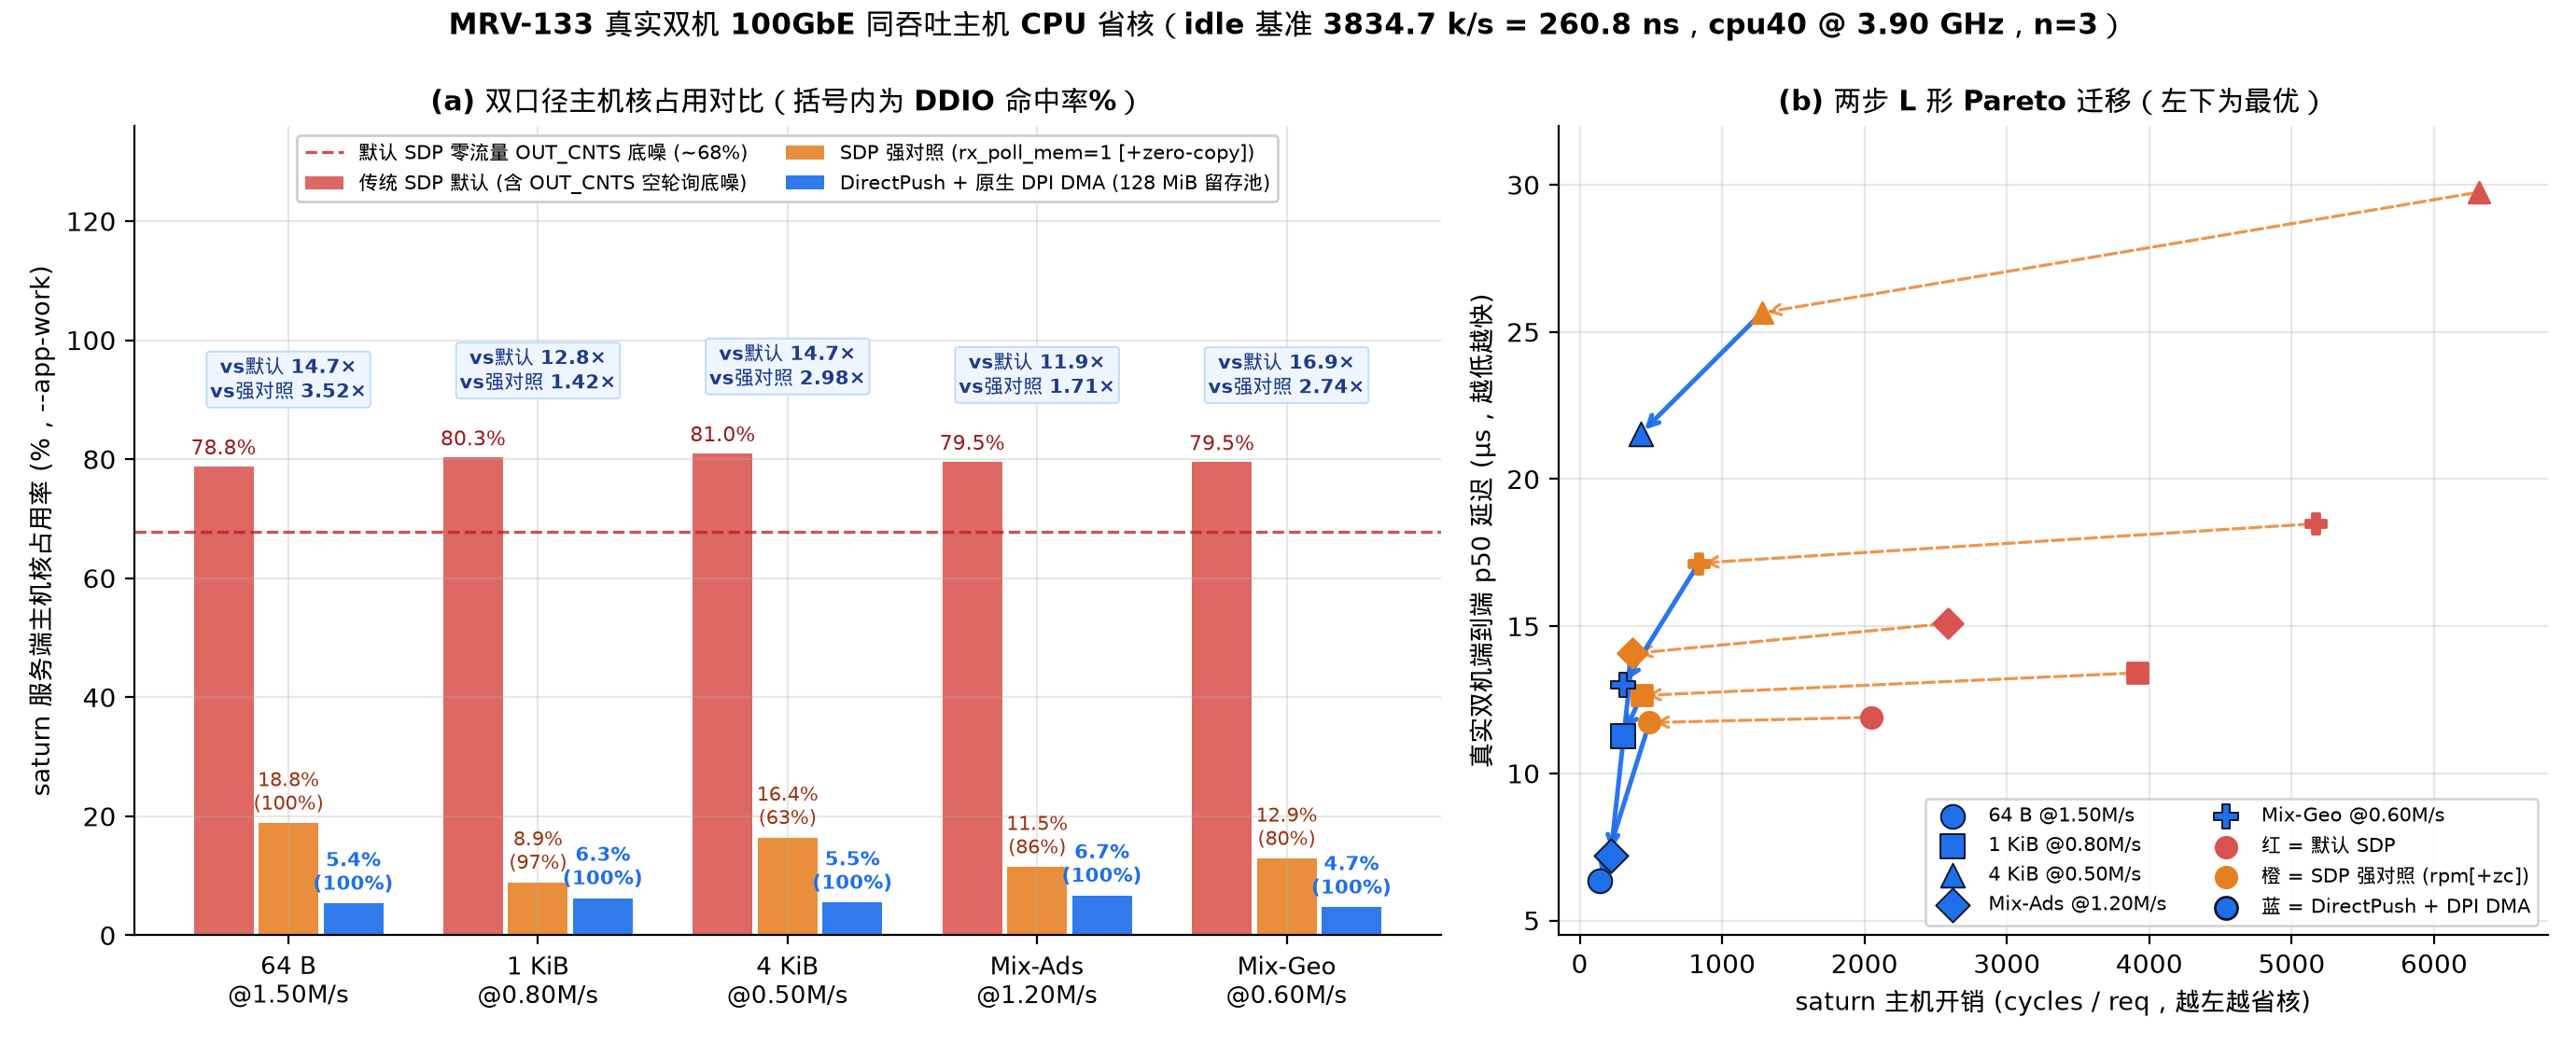 MRV-133 真实双机 100GbE 同吞吐主机 CPU 省核（idle 基准 3834.7 k/s = 260.8 ns，cpu40 @ 3.90 GHz，n=3）
(a) 双口径主机核占用对比（括号内为 DDIO 命中率%）
saturn 服务端主机核占用率 (%，--app-work)
默认 SDP 零流量 OUT_CNTS 底噪 (~68%)
传统 SDP 默认 (含 OUT_CNTS 空轮询底噪)
SDP 强对照 (rx_poll_mem=1 [+zero-copy])
DirectPush + 原生 DPI DMA (128 MiB 留存池)
120
100
80
60
40
20
0
vs默认 14.7×
vs强对照 3.52×
vs默认 12.8×
vs强对照 1.42×
vs默认 14.7×
vs强对照 2.98×
vs默认 11.9×
vs强对照 1.71×
vs默认 16.9×
vs强对照 2.74×
78.8%
18.8%
(100%)
5.4%
(100%)
80.3%
8.9%
(97%)
6.3%
(100%)
81.0%
16.4%
(63%)
5.5%
(100%)
79.5%
11.5%
(86%)
6.7%
(100%)
79.5%
12.9%
(80%)
4.7%
(100%)
64 B
@1.50M/s
1 KiB
@0.80M/s
4 KiB
@0.50M/s
Mix-Ads
@1.20M/s
Mix-Geo
@0.60M/s
(b) 两步 L 形 Pareto 迁移（左下为最优）
真实双机端到端 p50 延迟 (µs，越低越快)
30
25
20
15
10
5
64 B @1.50M/s
1 KiB @0.80M/s
4 KiB @0.50M/s
Mix-Ads @1.20M/s
Mix-Geo @0.60M/s
红 = 默认 SDP
橙 = SDP 强对照 (rpm[+zc])
蓝 = DirectPush + DPI DMA
0 1000 2000 3000 4000 5000 6000
saturn 主机开销 (cycles / req，越左越省核)